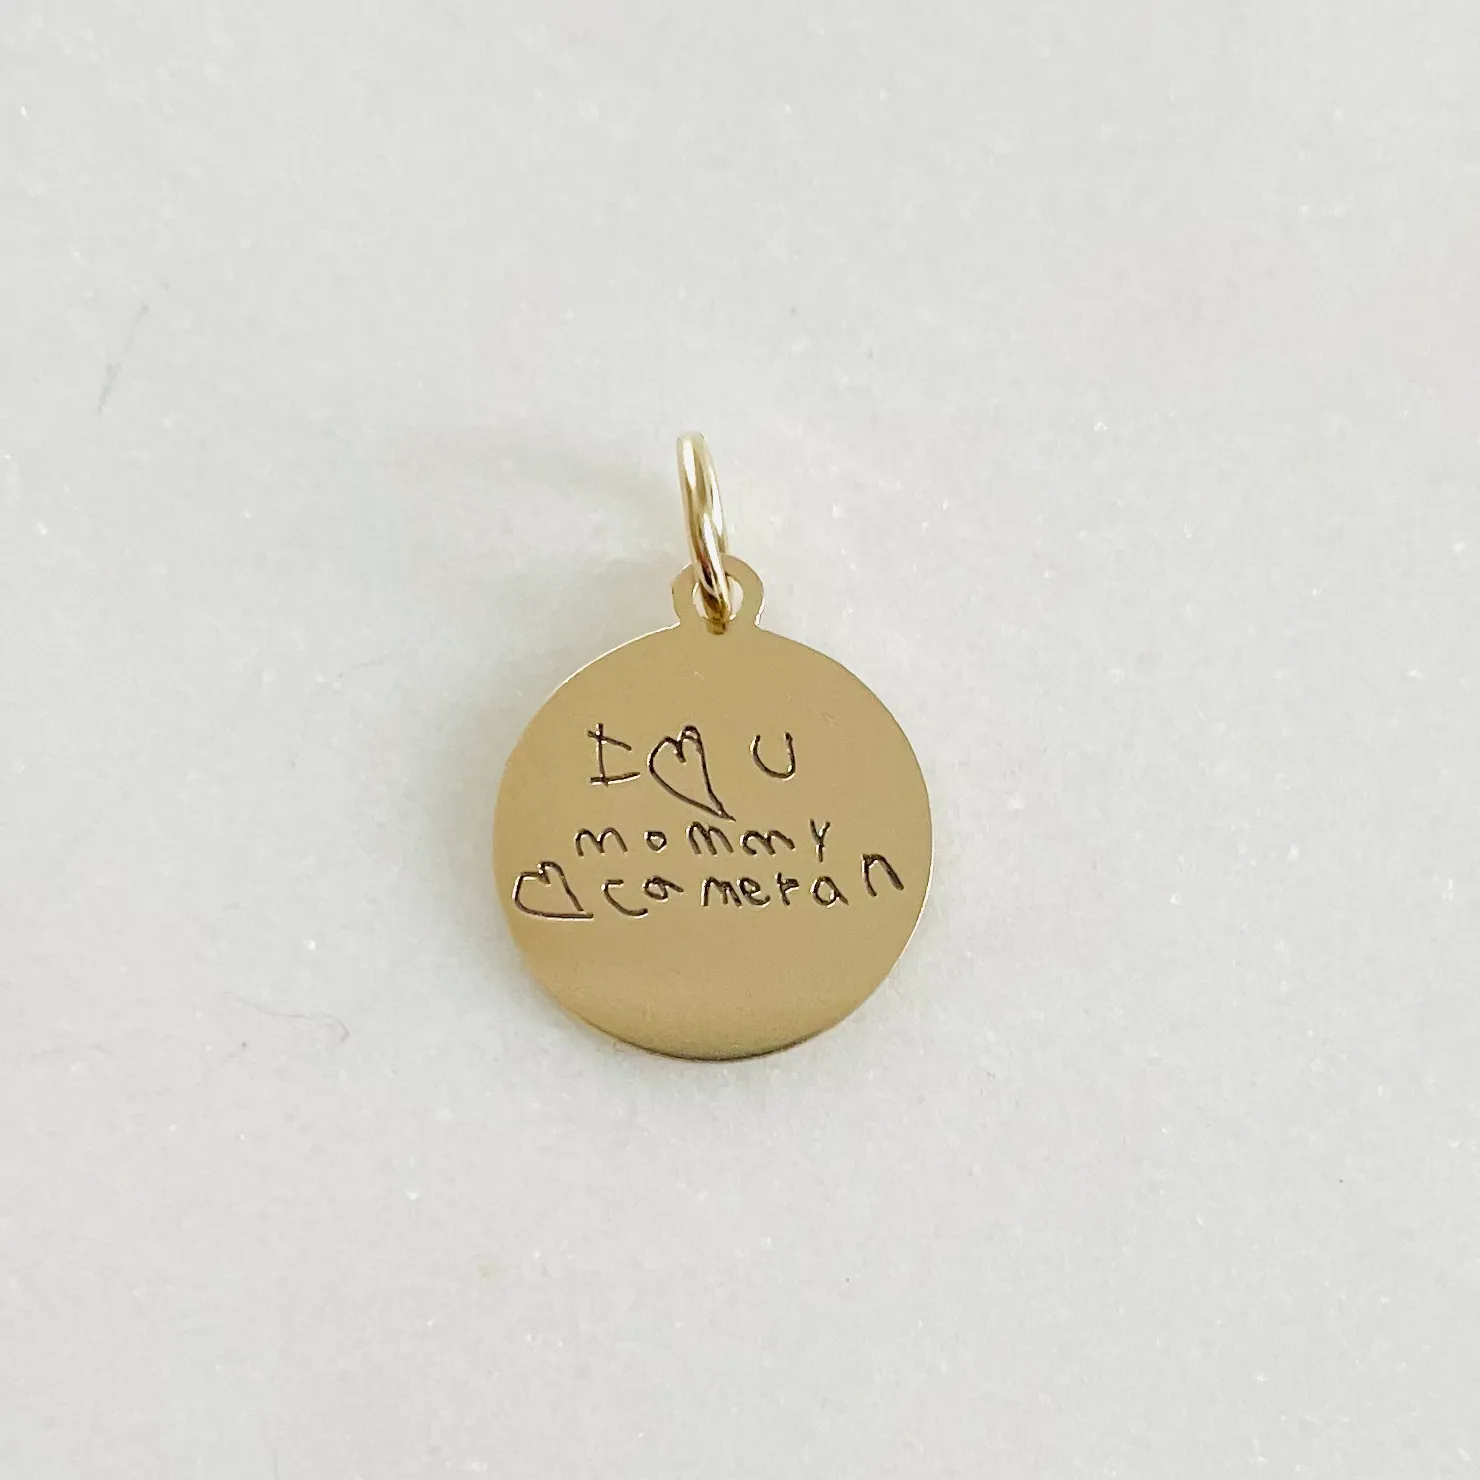 I ♡ U
mommy
♡ cameran